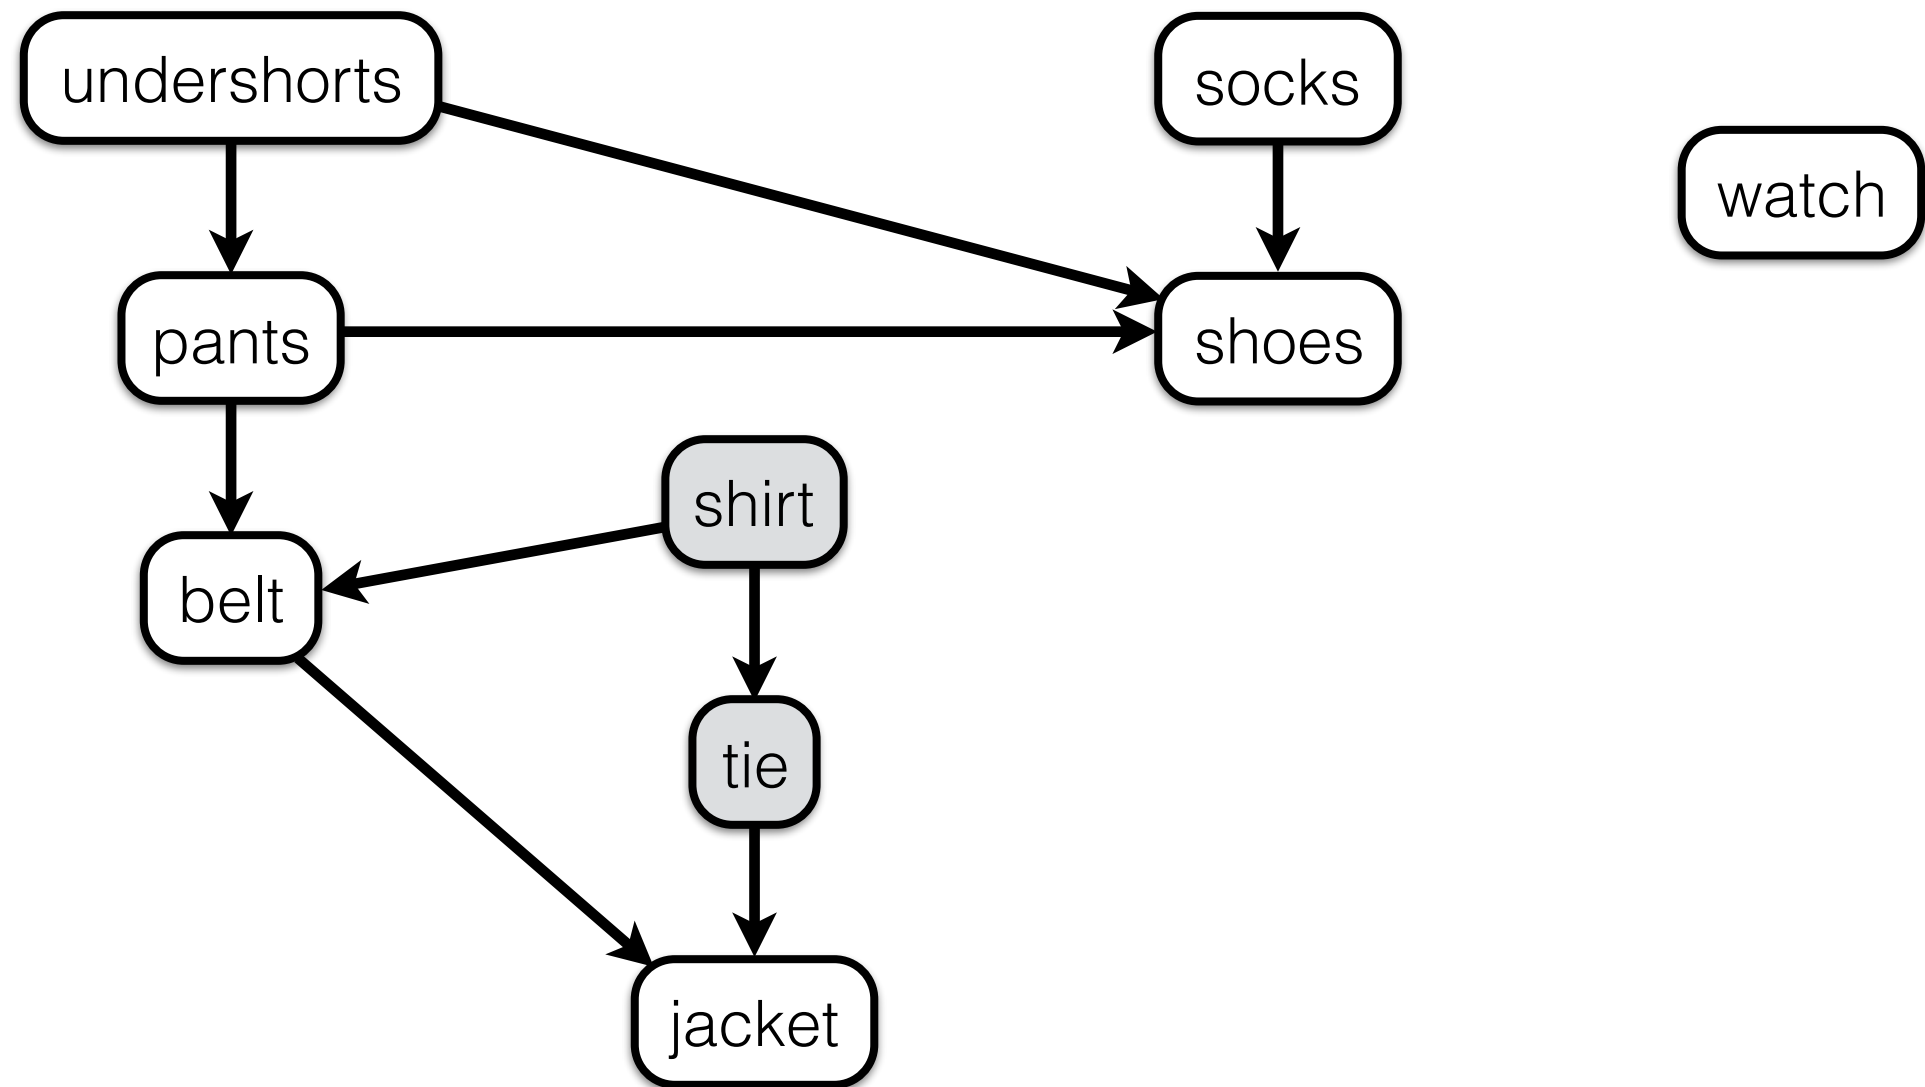 undershorts
socks
watch
pants
shoes
shirt
belt
tie
jacket